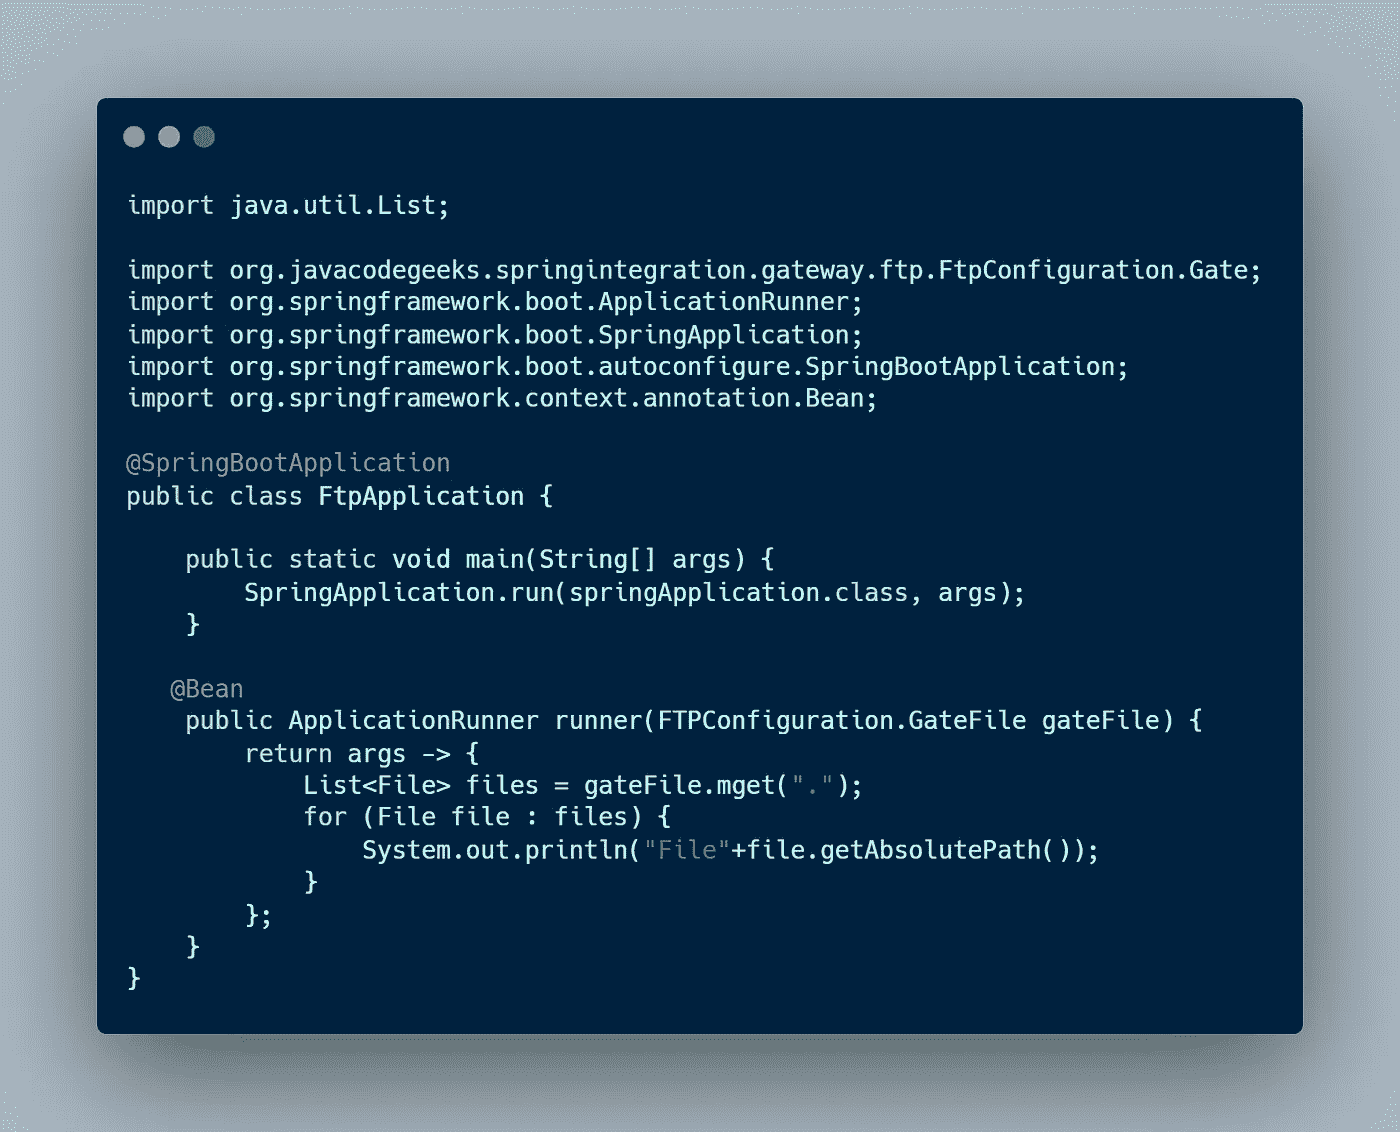 import java.util.List;
import org.javacodegeeks.springintegration.gateway.ftp.FtpConfiguration.Gate;
import org.springframework.boot.ApplicationRunner;
import org.springframework.boot.SpringApplication;
import org.springframework.boot.autoconfigure.SpringBootApplication;
import org.springframework.context.annotation.Bean;
@SpringBootApplication
public class FtpApplication {
public static void main(String[] args) {
SpringApplication.run(springApplication.class, args);
}
@Bean
public ApplicationRunner runner(FTPConfiguration.GateFile gateFile) {
return args -> {
List<File> files = gateFile.mget(".");
for (File file : files) {
System.out.println("File"+file.getAbsolutePath());
}
};
}
}